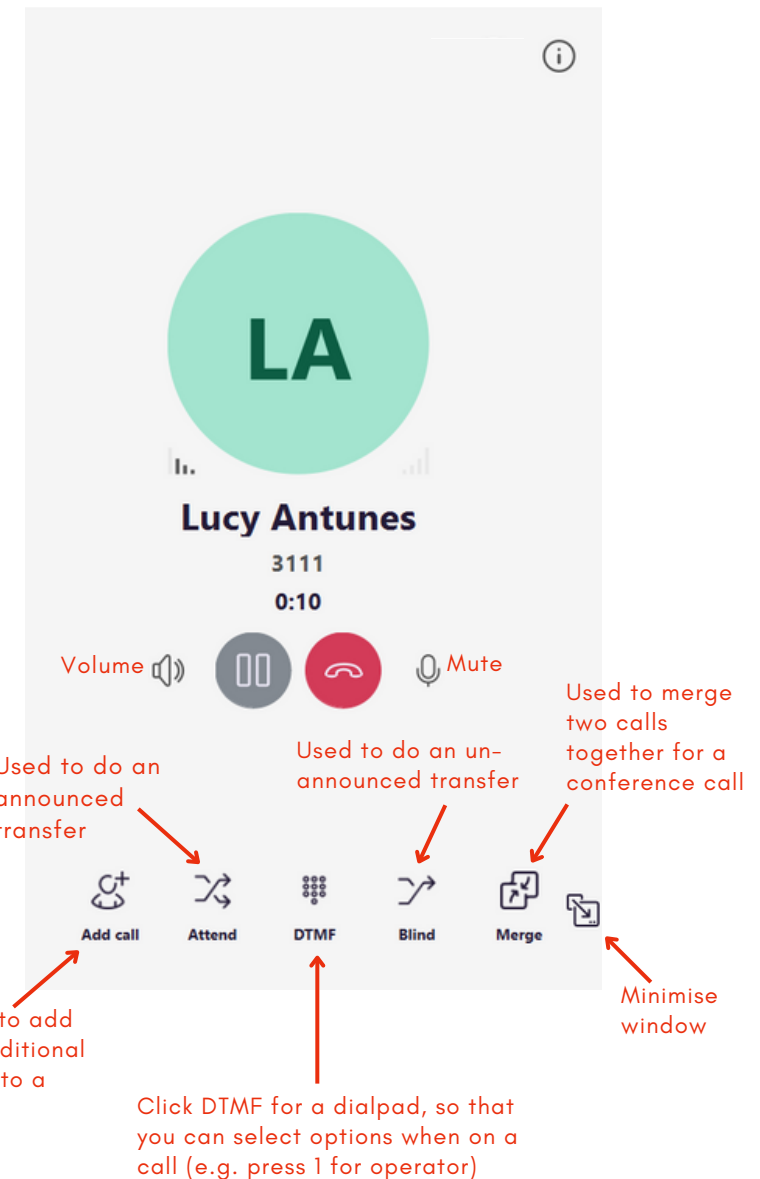 LA
Lucy Antunes
3111
0:10
Volume
Mute
Used to merge
two calls
together for a
conference call
Used to do an un-
announced transfer
Used to do an
announced
transfer
Add call
Attend
DTMF
Blind
Merge
Minimise
window
to add
ditional
to a
Click DTMF for a dialpad, so that
you can select options when on a
call (e.g. press 1 for operator)